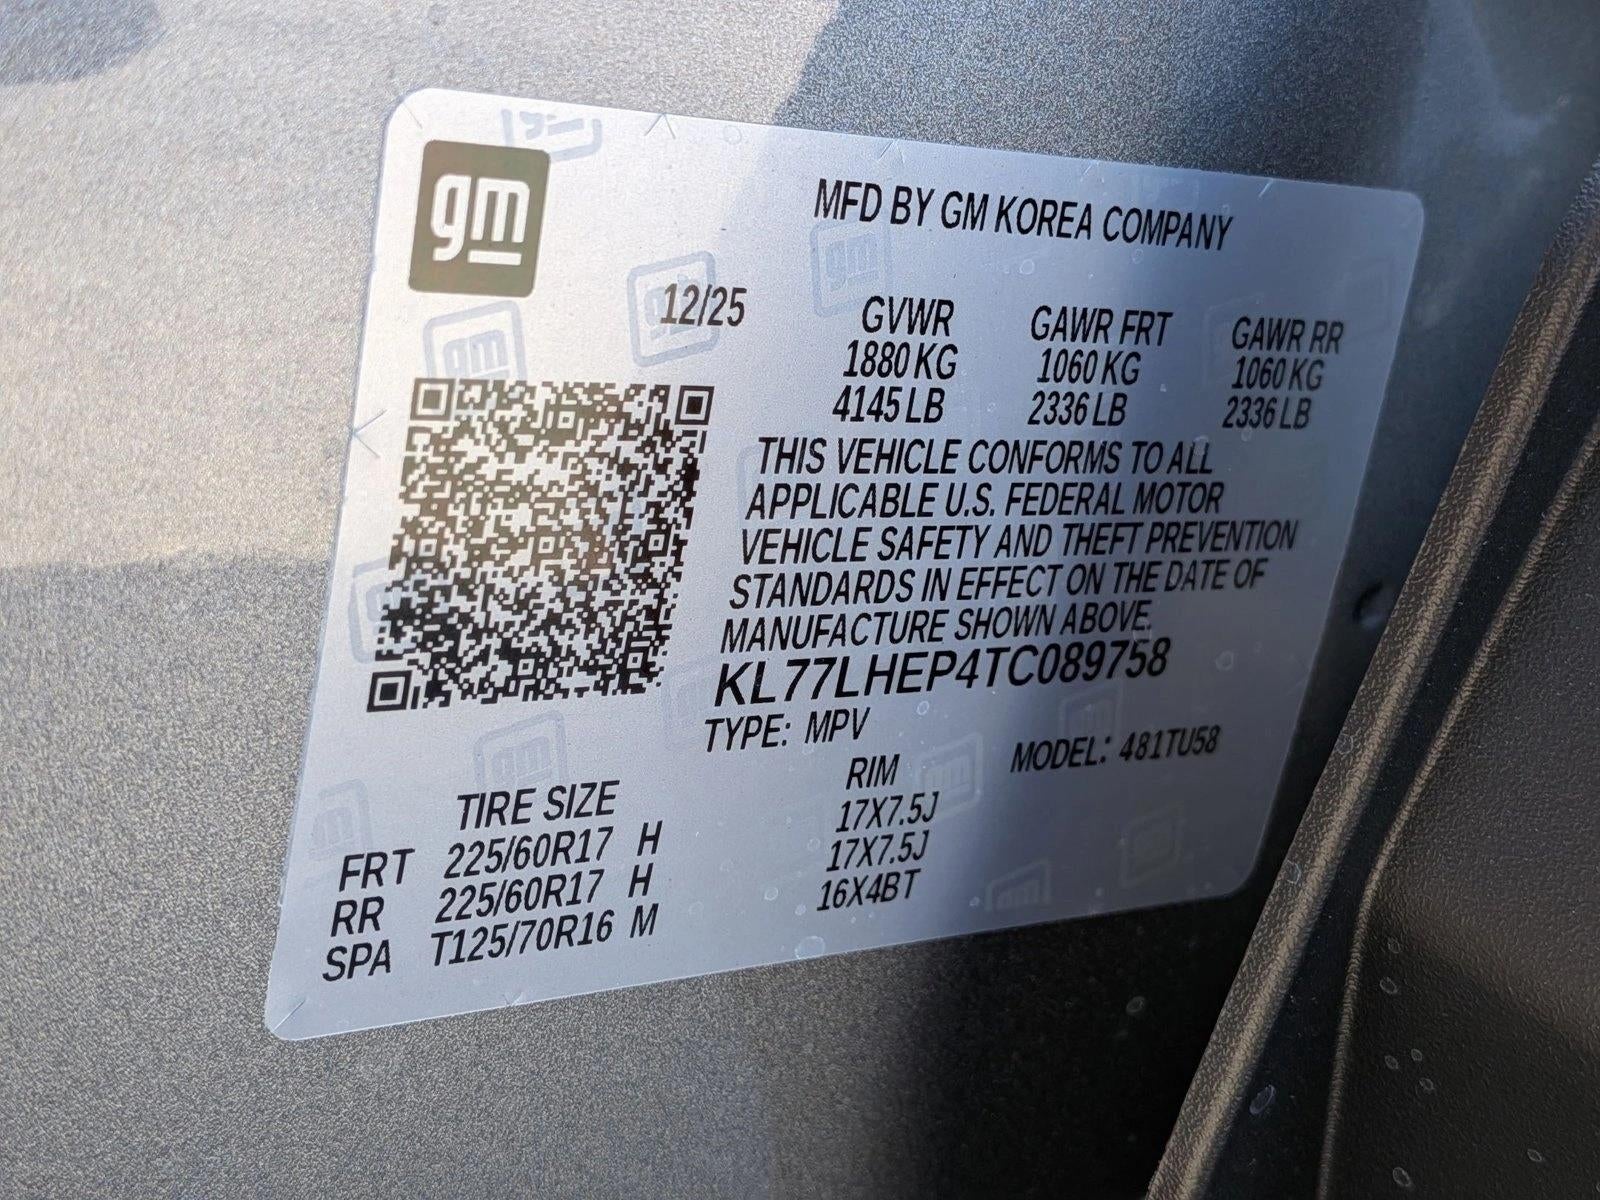 gm
MFD BY GM KOREA COMPANY
12/25
GVWR GAWR FRT GAWR RR
1880 KG 1060 KG 1060 KG
4145 LB 2336 LB 2336 LB
THIS VEHICLE CONFORMS TO ALL
APPLICABLE U.S. FEDERAL MOTOR
VEHICLE SAFETY AND THEFT PREVENTION
STANDARDS IN EFFECT ON THE DATE OF
MANUFACTURE SHOWN ABOVE.
KL77LHEP4TC089758
TYPE: MPV MODEL: 481TU58
TIRE SIZE RIM
FRT 225/60R17 H 17X7.5J
RR 225/60R17 H 17X7.5J
SPA T125/70R16 M 16X4BT